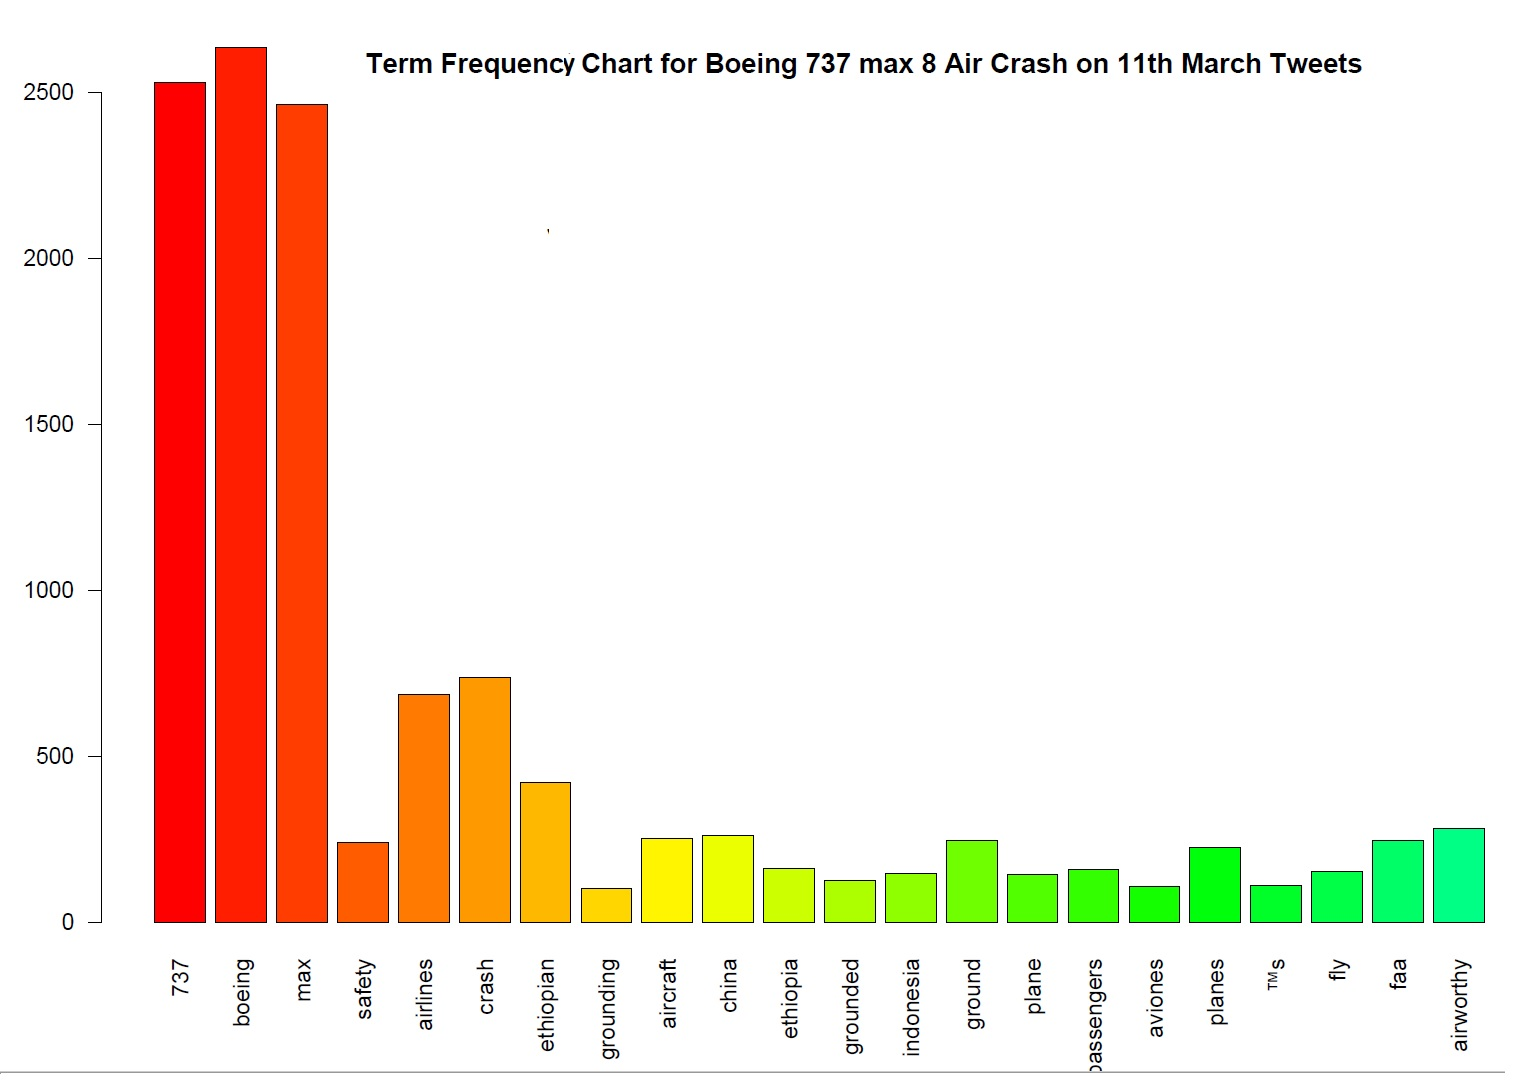 Term Frequency Chart for Boeing 737 max 8 Air Crash on 11th March Tweets
2500
2000
1500
1000
500
0
737
boeing
max
safety
airlines
crash
ethiopian
grounding
aircraft
china
ethiopia
grounded
indonesia
ground
plane
passengers
aviones
planes
™s
fly
faa
airworthy